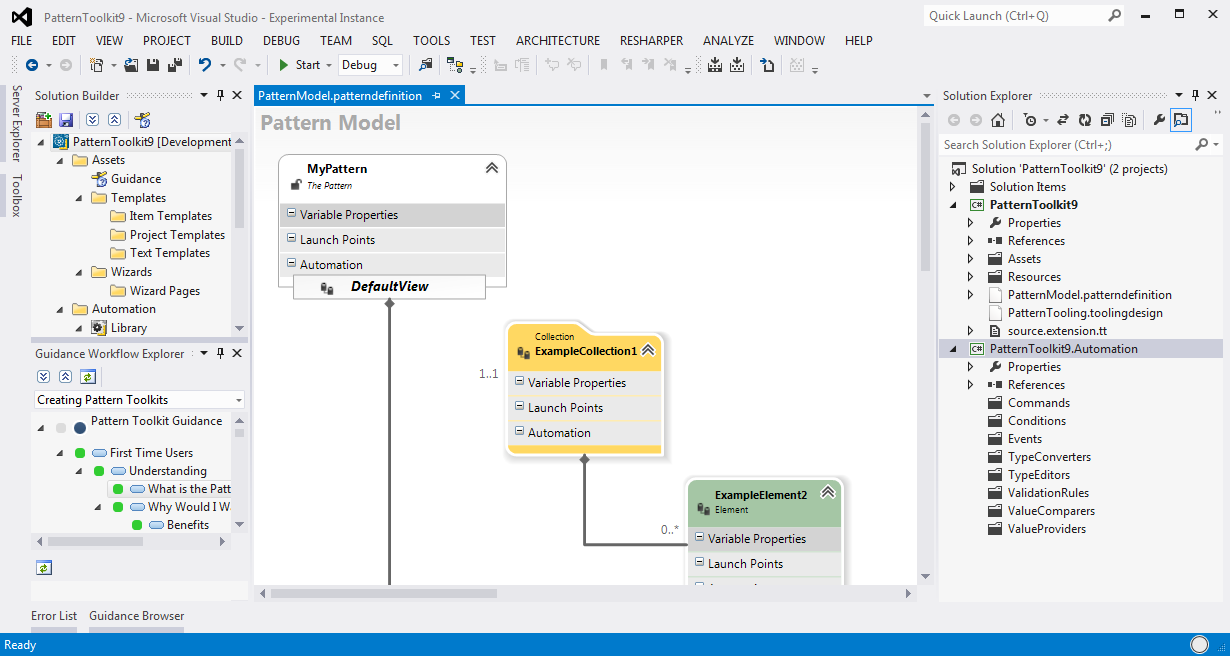 PatternToolkit9 - Microsoft Visual Studio - Experimental Instance
Quick Launch (Ctrl+Q)
FILE EDIT VIEW PROJECT BUILD DEBUG TEAM SQL TOOLS TEST ARCHITECTURE RESHARPER ANALYZE WINDOW HELP
Start Debug
Server Explorer
Toolbox
Solution Builder
PatternToolkit9 [Development
Assets
Guidance
Templates
Item Templates
Project Templates
Text Templates
Wizards
Wizard Pages
Automation
Library
Guidance Workflow Explorer
Creating Pattern Toolkits
Pattern Toolkit Guidance
First Time Users
Understanding
What is the Patt
Why Would I W
Benefits
PatternModel.patterndefinition
Pattern Model
MyPattern
The Pattern
Variable Properties
Launch Points
Automation
DefaultView
1..1
Collection
ExampleCollection1
Variable Properties
Launch Points
Automation
0..*
ExampleElement2
Element
Variable Properties
Launch Points
Solution Explorer
Search Solution Explorer (Ctrl+;)
Solution 'PatternToolkit9' (2 projects)
Solution Items
PatternToolkit9
Properties
References
Assets
Resources
PatternModel.patterndefinition
PatternTooling.toolingdesign
source.extension.tt
PatternToolkit9.Automation
Properties
References
Commands
Conditions
Events
TypeConverters
TypeEditors
ValidationRules
ValueComparers
ValueProviders
Error List Guidance Browser
Ready